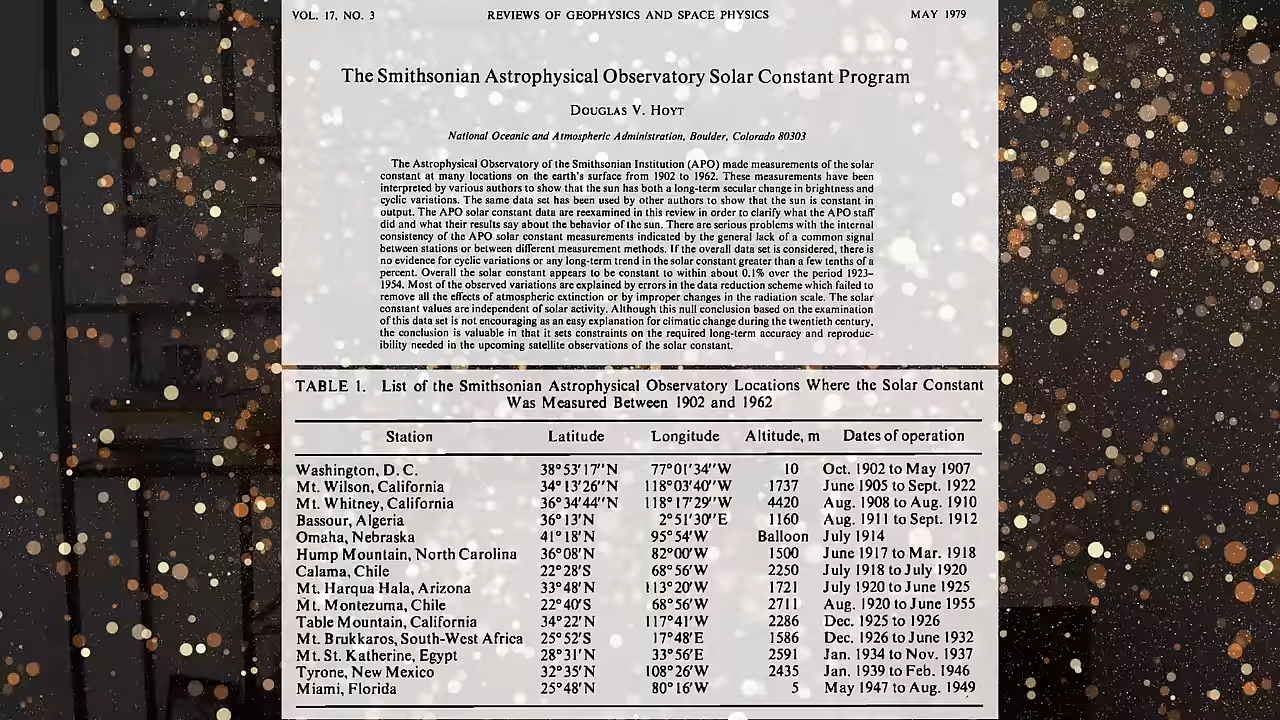 VOL. 17, NO. 3 REVIEWS OF GEOPHYSICS AND SPACE PHYSICS MAY 1979
The Smithsonian Astrophysical Observatory Solar Constant Program
DOUGLAS V. HOYT
National Oceanic and Atmospheric Administration, Boulder, Colorado 80303
The Astrophysical Observatory of the Smithsonian Institution (APO) made measurements of the solar
constant at many locations on the earth's surface from 1902 to 1962. These measurements have been
interpreted by various authors to show that the sun has both a long-term secular change in brightness and
cyclic variations. The same data set has been used by other authors to show that the sun is constant in
output. The APO solar constant data are reexamined in this review in order to clarify what the APO staff
did and what their results say about the behavior of the sun. There are serious problems with the internal
consistency of the APO solar constant measurements indicated by the general lack of a common signal
between stations or between different measurement methods. If the overall data set is considered, there is
no evidence for cyclic variations or any long-term trend in the solar constant greater than a few tenths of a
percent. Overall the solar constant appears to be constant to within about 0.1% over the period 1923–
1954. Most of the observed variations are explained by errors in the data reduction scheme which failed to
remove all the effects of atmospheric extinction or by improper changes in the radiation scale. The solar
constant values are independent of solar activity. Although this null conclusion based on the examination
of this data set is not encouraging as an easy explanation for climatic change during the twentieth century,
the conclusion is valuable in that it sets constraints on the required long-term accuracy and reproduc-
ibility needed in the upcoming satellite observations of the solar constant.
TABLE 1. List of the Smithsonian Astrophysical Observatory Locations Where the Solar Constant
Was Measured Between 1902 and 1962
Station Latitude Longitude Altitude, m Dates of operation
Washington, D. C. 38°53′17″N 77°01′34″W 10 Oct. 1902 to May 1907
Mt. Wilson, California 34°13′26″N 118°03′40″W 1737 June 1905 to Sept. 1922
Mt. Whitney, California 36°34′44″N 118°17′29″W 4420 Aug. 1908 to Aug. 1910
Bassour, Algeria 36°13′N 2°51′30″E 1160 Aug. 1911 to Sept. 1912
Omaha, Nebraska 41°18′N 95°54′W Balloon July 1914
Hump Mountain, North Carolina 36°08′N 82°00′W 1500 June 1917 to Mar. 1918
Calama, Chile 22°28′S 68°56′W 2250 July 1918 to July 1920
Mt. Harqua Hala, Arizona 33°48′N 113°20′W 1721 July 1920 to June 1925
Mt. Montezuma, Chile 22°40′S 68°56′W 2711 Aug. 1920 to June 1955
Table Mountain, California 34°22′N 117°41′W 2286 Dec. 1925 to 1926
Mt. Brukkaros, South-West Africa 25°52′S 17°48′E 1586 Dec. 1926 to June 1932
Mt. St. Katherine, Egypt 28°31′N 33°56′E 2591 Jan. 1934 to Nov. 1937
Tyrone, New Mexico 32°35′N 108°26′W 2435 Jan. 1939 to Feb. 1946
Miami, Florida 25°48′N 80°16′W 5 May 1947 to Aug. 1949